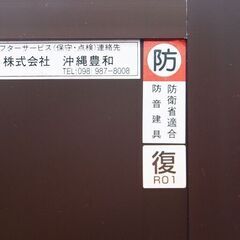 フターサービス(保守・点検)連絡先
株式会社 沖縄豊和
TEL(098)987-8008
防
防衛省適合
防音建具
復
R01